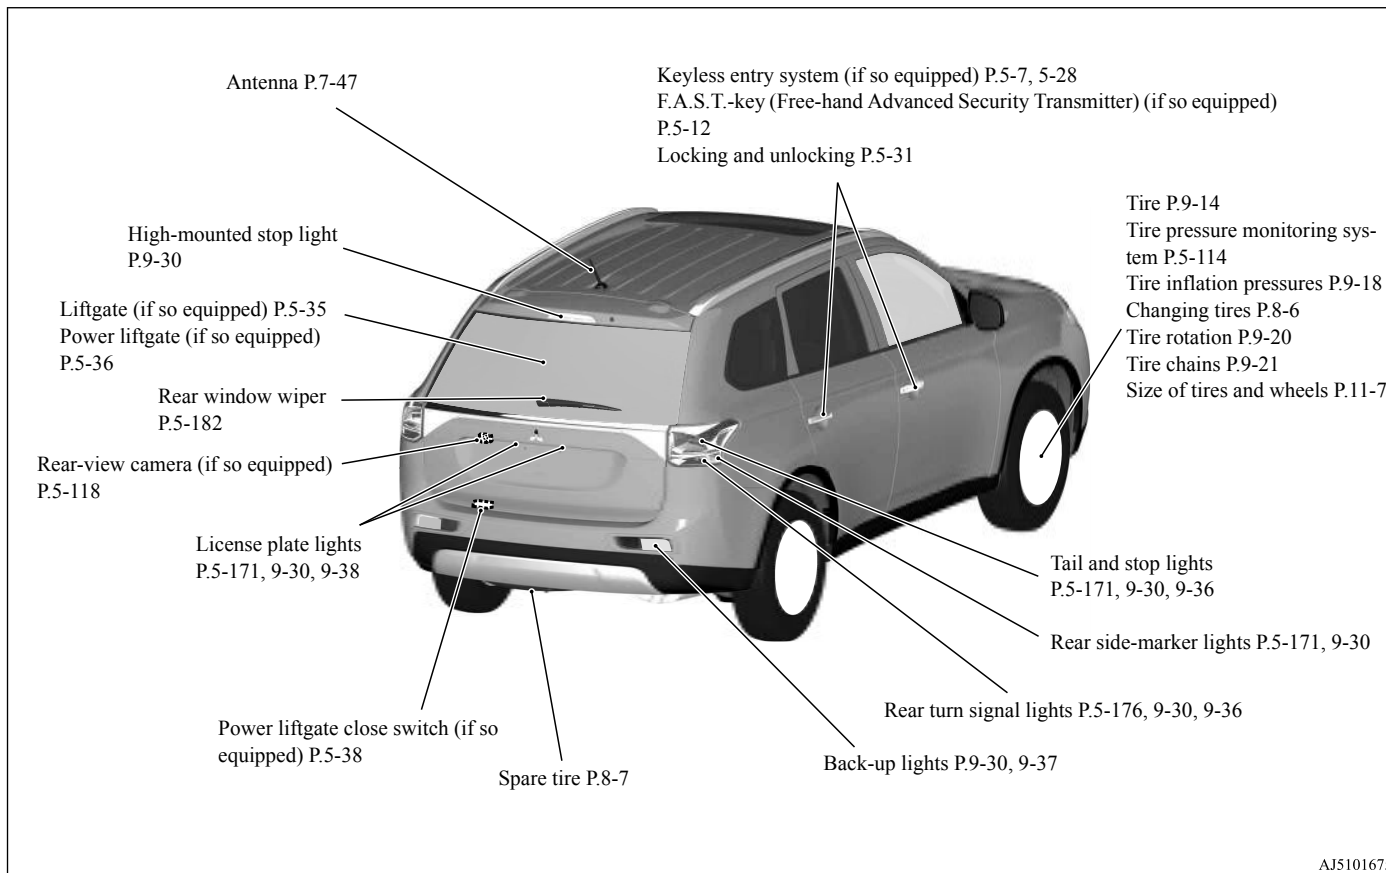 Antenna P.7-47
Keyless entry system (if so equipped) P.5-7, 5-28
F.A.S.T.-key (Free-hand Advanced Security Transmitter) (if so equipped)
P.5-12
Locking and unlocking P.5-31
Tire P.9-14
Tire pressure monitoring sys-
tem P.5-114
Tire inflation pressures P.9-18
Changing tires P.8-6
Tire rotation P.9-20
Tire chains P.9-21
Size of tires and wheels P.11-7
High-mounted stop light
P.9-30
Liftgate (if so equipped) P.5-35
Power liftgate (if so equipped)
P.5-36
Rear window wiper
P.5-182
Rear-view camera (if so equipped)
P.5-118
License plate lights
P.5-171, 9-30, 9-38
Tail and stop lights
P.5-171, 9-30, 9-36
Rear side-marker lights P.5-171, 9-30
Rear turn signal lights P.5-176, 9-30, 9-36
Power liftgate close switch (if so
equipped) P.5-38
Back-up lights P.9-30, 9-37
Spare tire P.8-7
AJ510167.